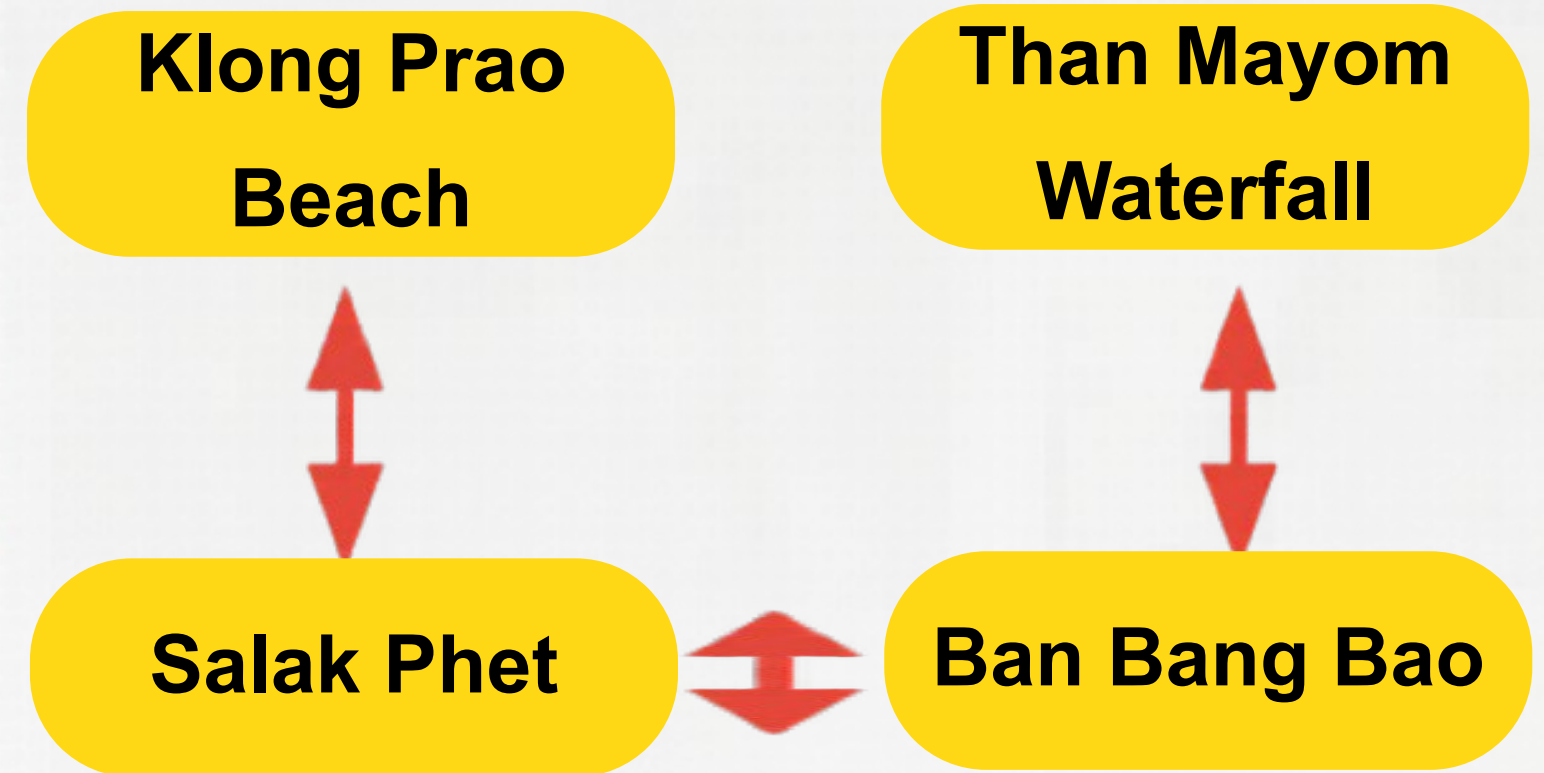 Klong Prao
Beach
Than Mayom
Waterfall
Salak Phet
Ban Bang Bao